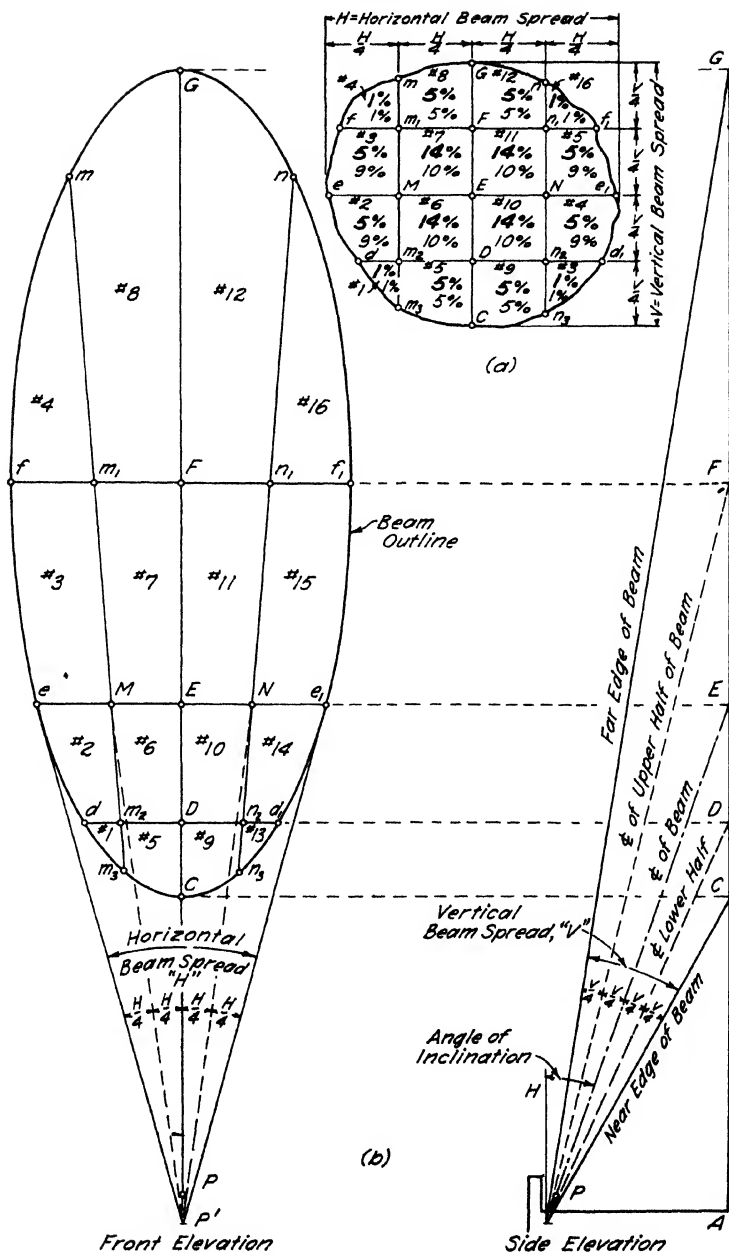 H=Horizontal Beam Spread
H/4 H/4 H/4 H/4
#4 m #8 G #12 n #16
1% 5% 5% 1%
1% 5% 5% 1%
f m₁ F n₁ f₁
#3 #7 #11 #5
5% 14% 14% 5%
9% 10% 10% 9%
e M E N e₁
#2 #6 #10 #4
5% 14% 14% 5%
9% 10% 10% 9%
d m₂ D n₂ d₁
#1 1% #5 #9 #3
1% 5% 5% 1%
5% 5% 1%
m₃ C n₃
V=Vertical Beam Spread
V/4 V/4 V/4 V/4
(a)
G
m n
#8 #12
#4 #16
f m₁ F n₁ f₁
Beam
Outline
#3 #7 #11 #15
e M E N e₁
#2 #6 #10 #14
d m₂ D n₂ d₁
#1 #5 #9 #13
m₃ n₃
C
Horizontal
Beam Spread
"H"
H/4 H/4 H/4 H/4
P
P'
Front Elevation
(b)
G
F
E
D
C
Far Edge of Beam
℄ of Upper Half of Beam
℄ of Beam
℄ Lower Half
Near Edge of Beam
Vertical
Beam Spread, "V"
V/4 V/4 V/4 V/4
Angle of
Inclination
H
P
A
Side Elevation